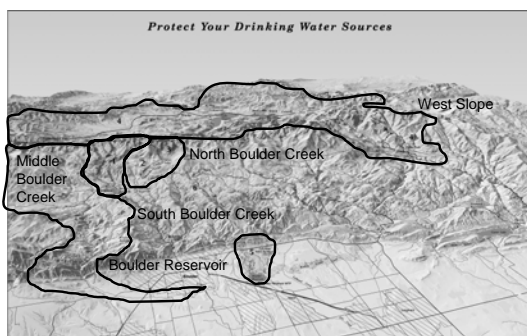 Protect Your Drinking Water Sources
West Slope
Middle
Boulder
Creek
North Boulder Creek
South Boulder Creek
Boulder Reservoir